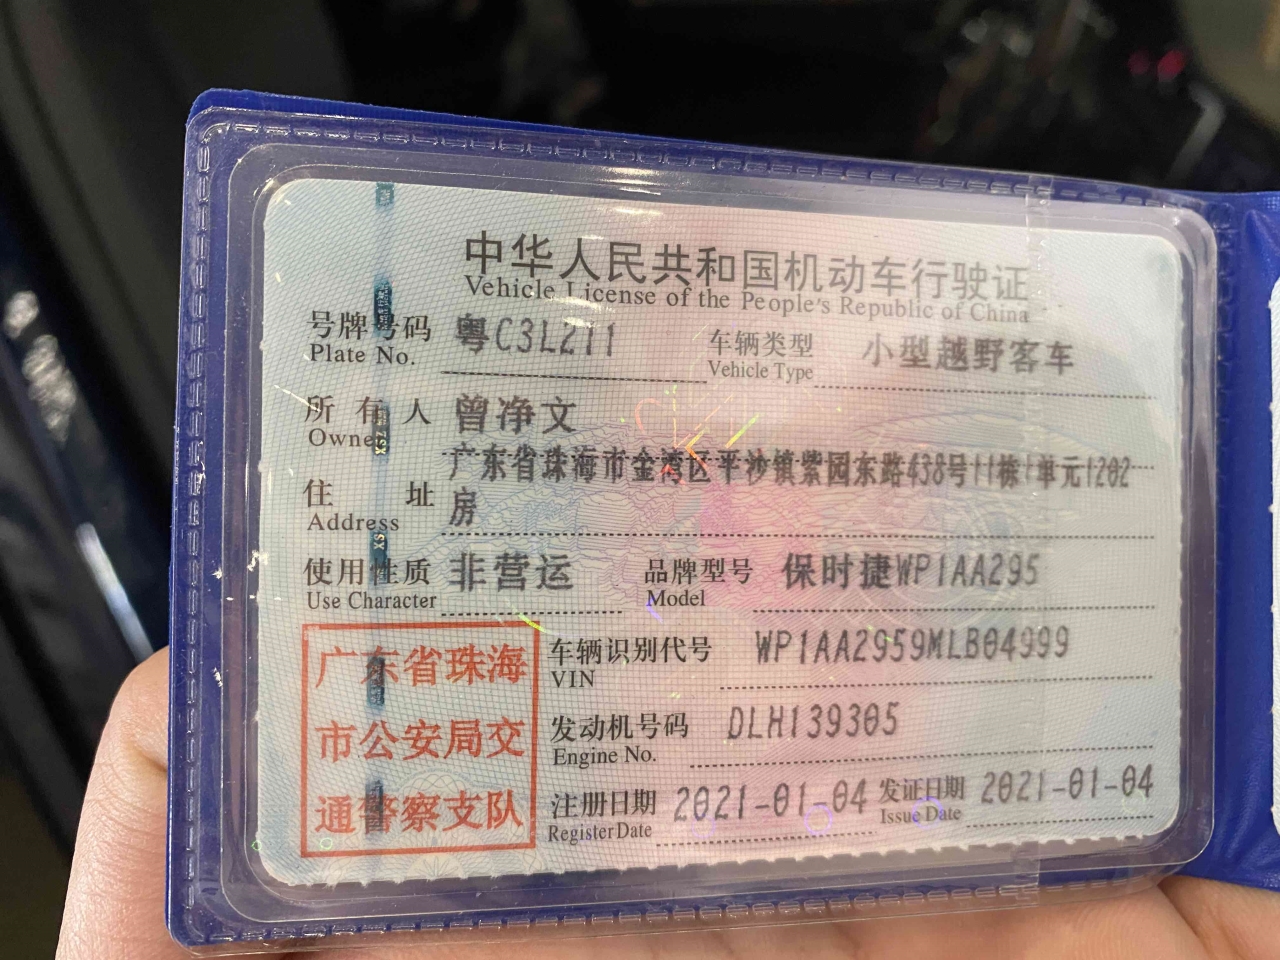 中华人民共和国机动车行驶证
Vehicle License of the People's Republic of China
号牌号码 粤C3L211 车辆类型 小型越野客车
Plate No. Vehicle Type
所有人 曾净文
Owner
住址 广东省珠海市金湾区平沙镇紫园东路438号11栋1单元1202
Address 房
使用性质 非营运 品牌型号 保时捷WP1AA295
Use Character Model
广东省珠海
市公安局交
通警察支队
车辆识别代号 WP1AA2959MLB04999
VIN
发动机号码 DLH139305
Engine No.
注册日期 2021-01-04 发证日期 2021-01-04
Register Date Issue Date